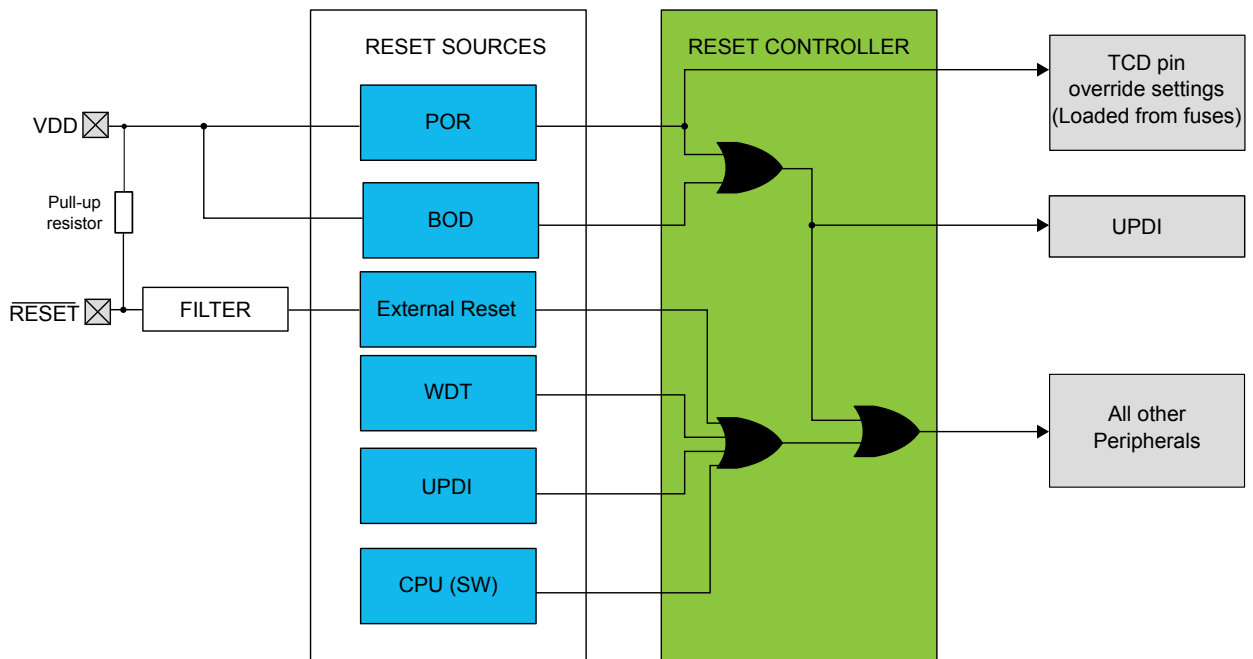 RESET SOURCES
RESET CONTROLLER
VDD
POR
TCD pin
override settings
(Loaded from fuses)
Pull-up
resistor
BOD
UPDI
RESET
FILTER
External Reset
WDT
All other
Peripherals
UPDI
CPU (SW)